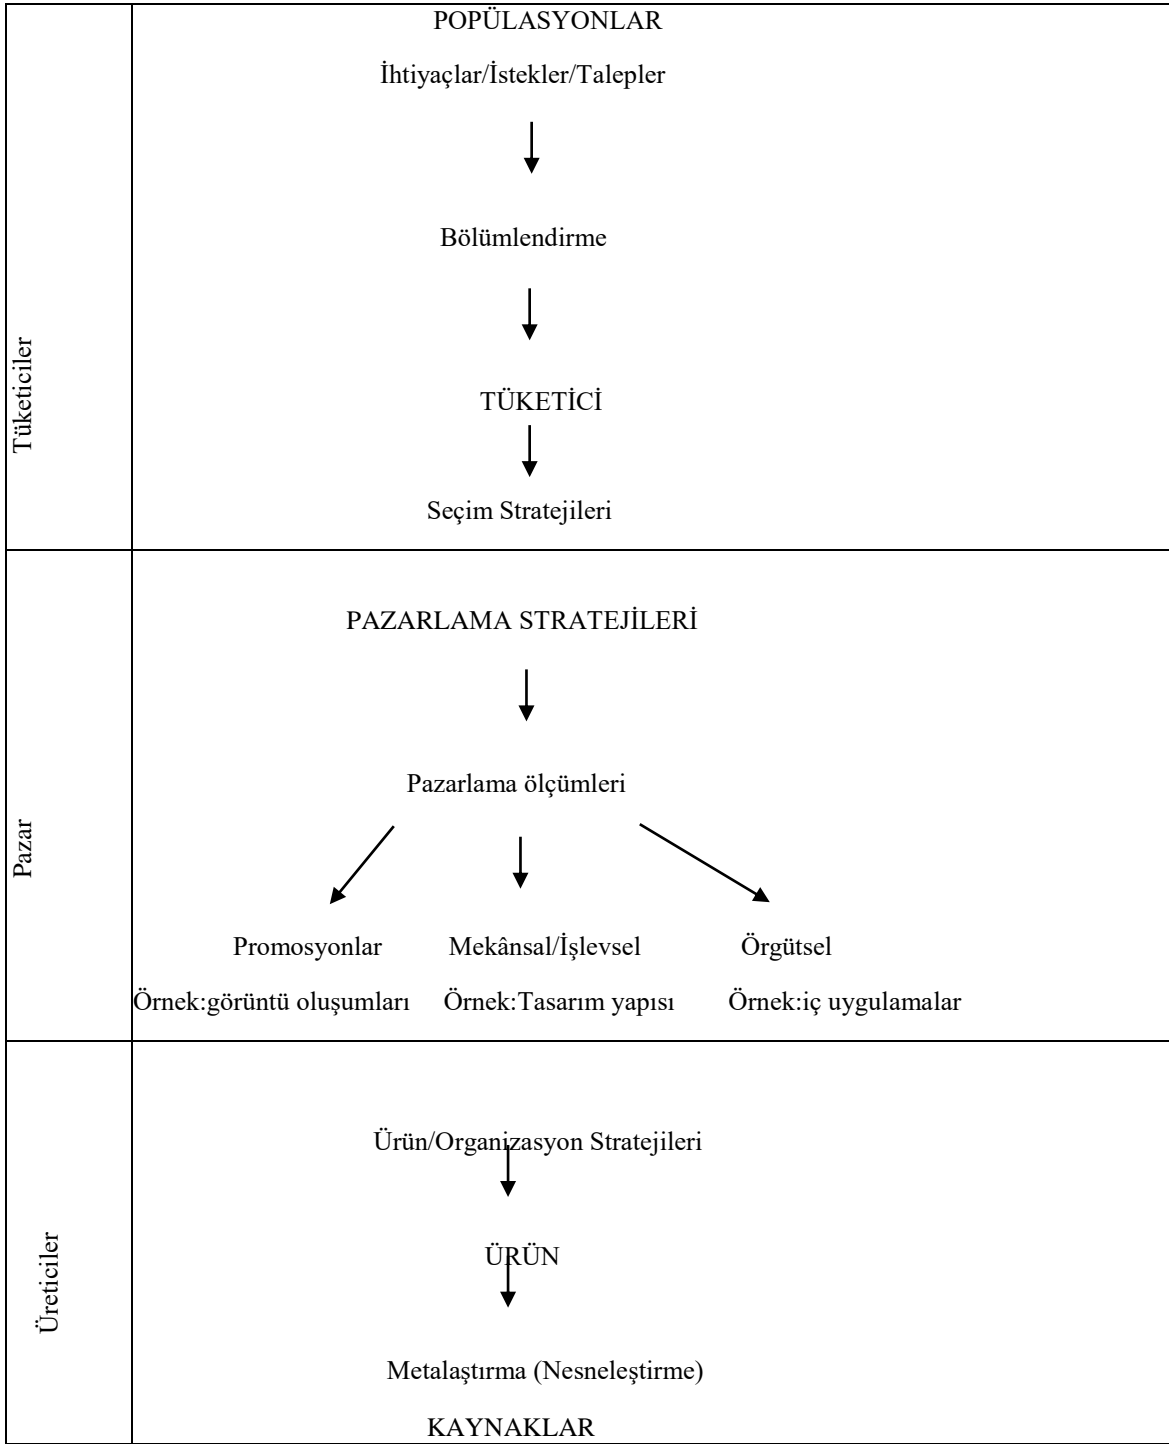 POPÜLASYONLAR
İhtiyaçlar/İstekler/Talepler
Bölümlendirme
TÜKETİCİ
Seçim Stratejileri
Tüketiciler
PAZARLAMA STRATEJİLERİ
Pazarlama ölçümleri
Promosyonlar Mekânsal/İşlevsel Örgütsel
Örnek:görüntü oluşumları Örnek:Tasarım yapısı Örnek:iç uygulamalar
Pazar
Ürün/Organizasyon Stratejileri
ÜRÜN
Metalaştırma (Nesneleştirme)
KAYNAKLAR
Üreticiler